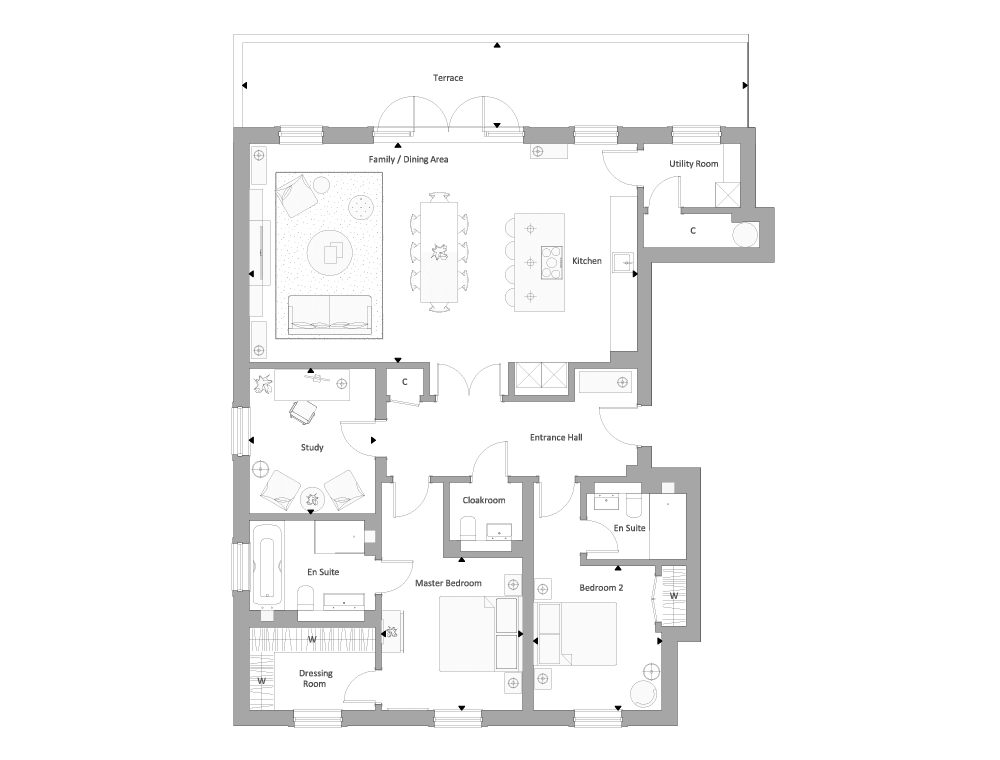 Terrace
Family / Dining Area
Utility Room
C
Kitchen
C
Study
Entrance Hall
Cloakroom
En Suite
En Suite
Master Bedroom
Bedroom 2
W
W
Dressing
Room
W